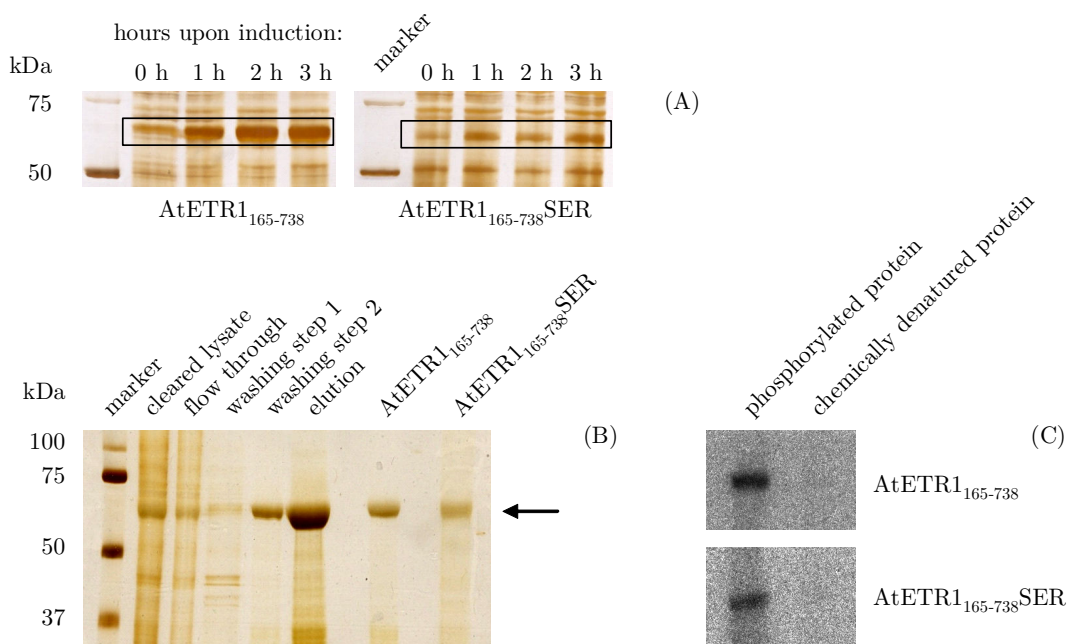 hours upon induction:
marker
kDa
0 h 1 h 2 h 3 h 0 h 1 h 2 h 3 h
75
(A)
50
AtETR1165-738 AtETR1165-738SER
kDa
marker
cleared lysate
flow through
washing step 1
washing step 2
elution
AtETR1165-738
AtETR1165-738SER
100
75
50
37
(B)
phosphorylated protein
chemically denatured protein
(C)
AtETR1165-738
AtETR1165-738SER